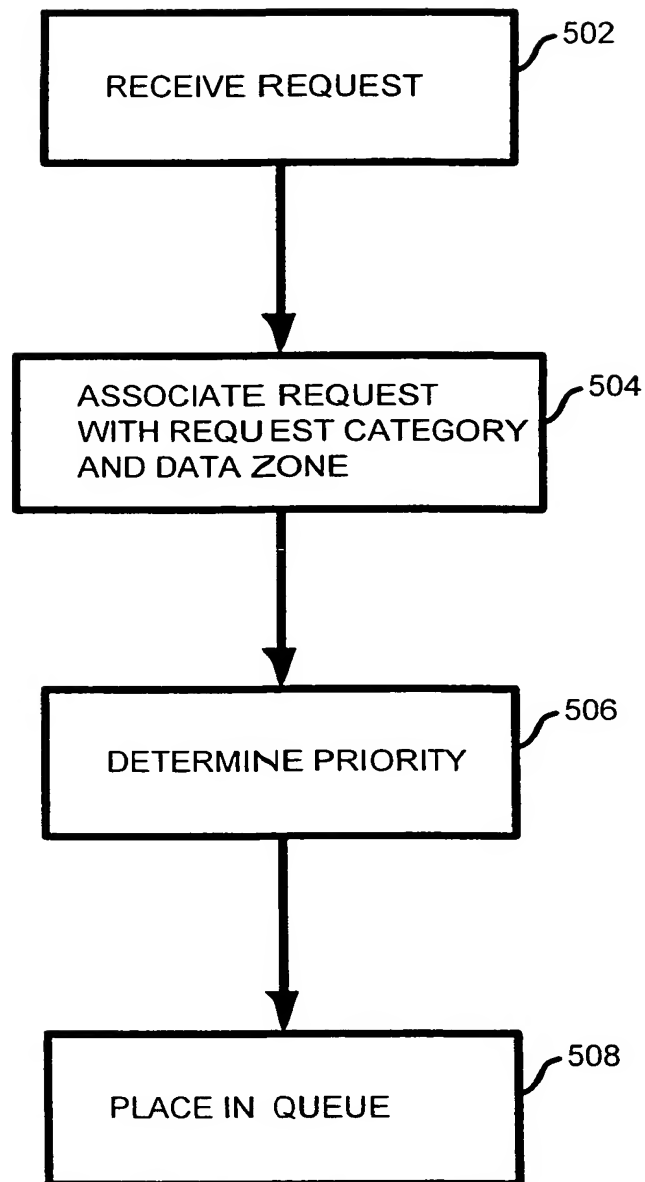 RECEIVE REQUEST
502
ASSOCIATE REQUEST
WITH REQUEST CATEGORY
AND DATA ZONE
504
DETERMINE PRIORITY
506
PLACE IN QUEUE
508